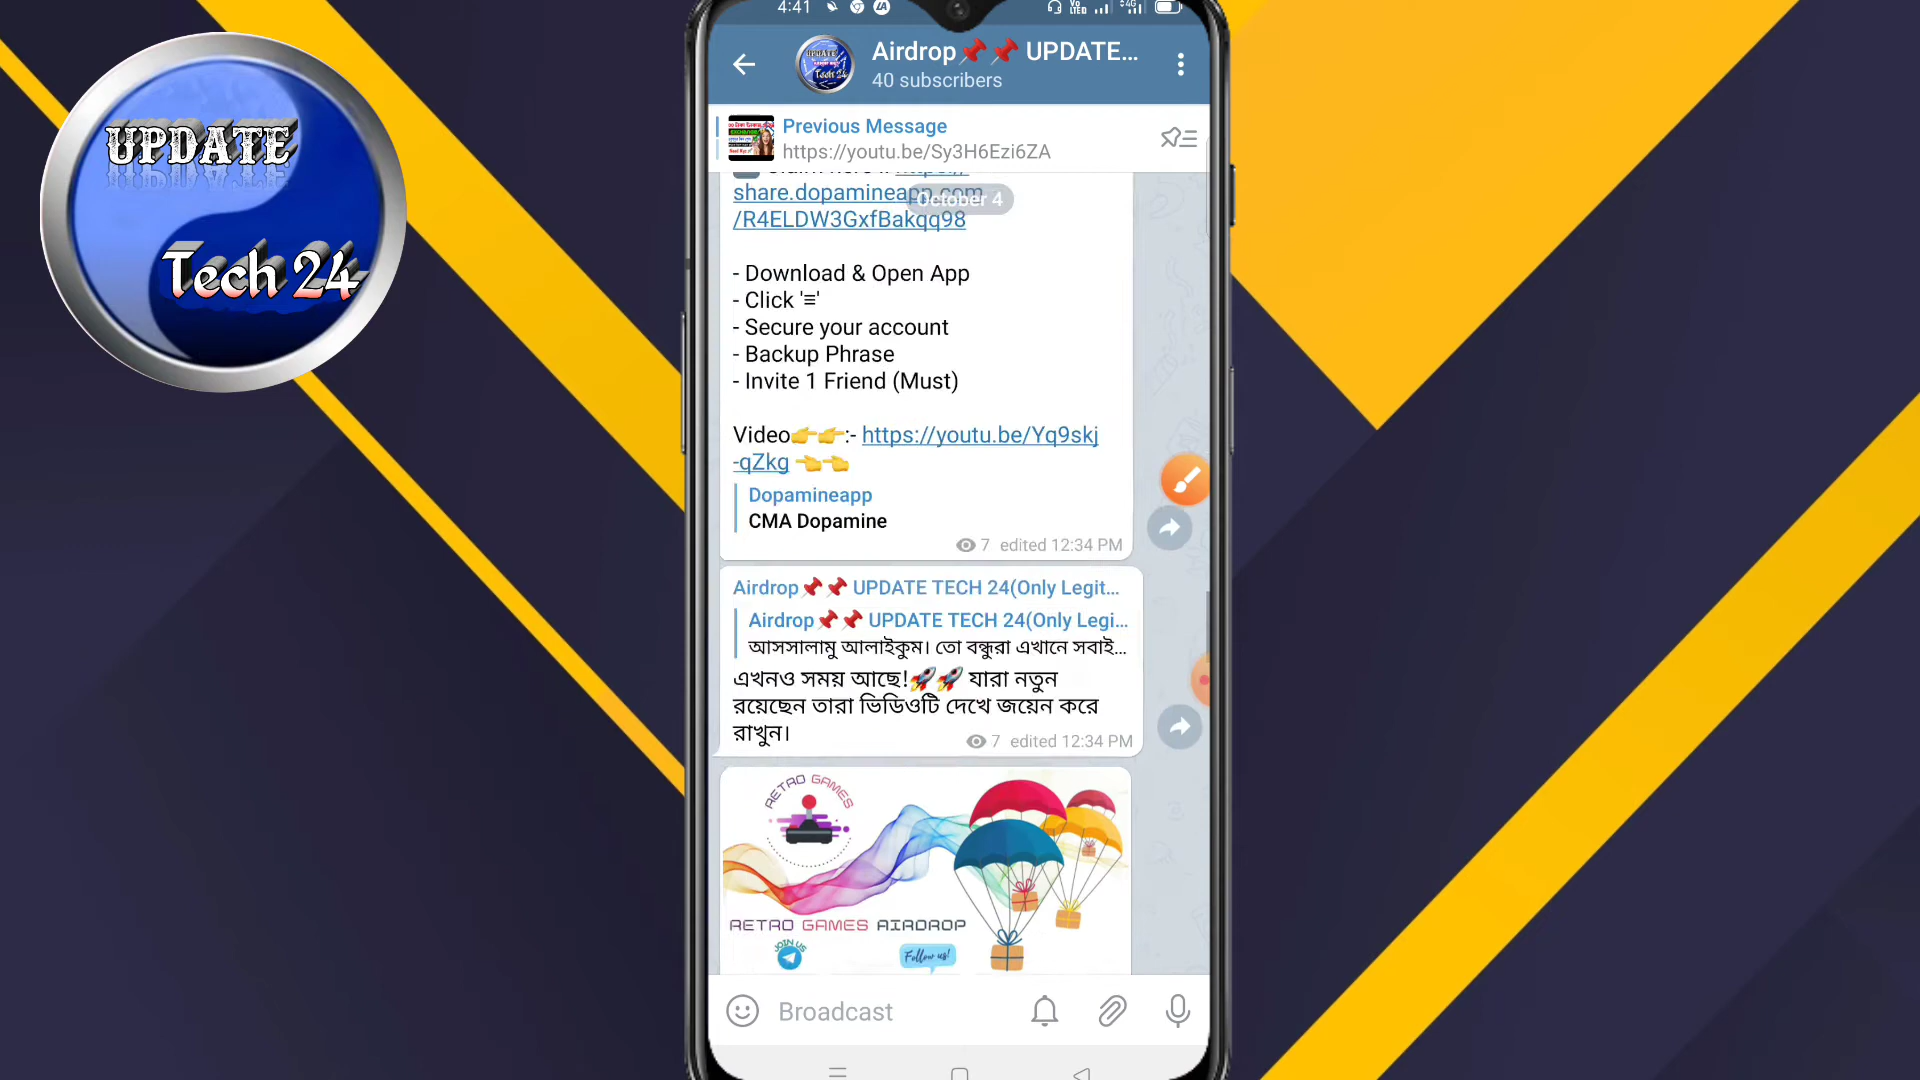 UPDATE
Tech 24
4:41
Airdrop📌📌 UPDATE...
40 subscribers
Previous Message
https://youtu.be/Sy3H6Ezi6ZA
share.dopamineapp.com
October 4
/R4ELDW3GxfBakqq98
- Download & Open App
- Click '≡'
- Secure your account
- Backup Phrase
- Invite 1 Friend (Must)
Video👉👉:- https://youtu.be/Yq9skj
-qZkg 👈👈
Dopamineapp
CMA Dopamine
7 edited 12:34 PM
Airdrop📌📌 UPDATE TECH 24(Only Legit...
Airdrop📌📌 UPDATE TECH 24(Only Legi...
আসসালামু আলাইকুম। তো বন্ধুরা এখানে সবাই...
এখনও সময় আছে!🚀🚀 যারা নতুন
রয়েছেন তারা ভিডিওটি দেখে জয়েন করে
রাখুন।
7 edited 12:34 PM
RETRO GAMES
RETRO GAMES AIRDROP
JOIN US
Follow us!
Broadcast